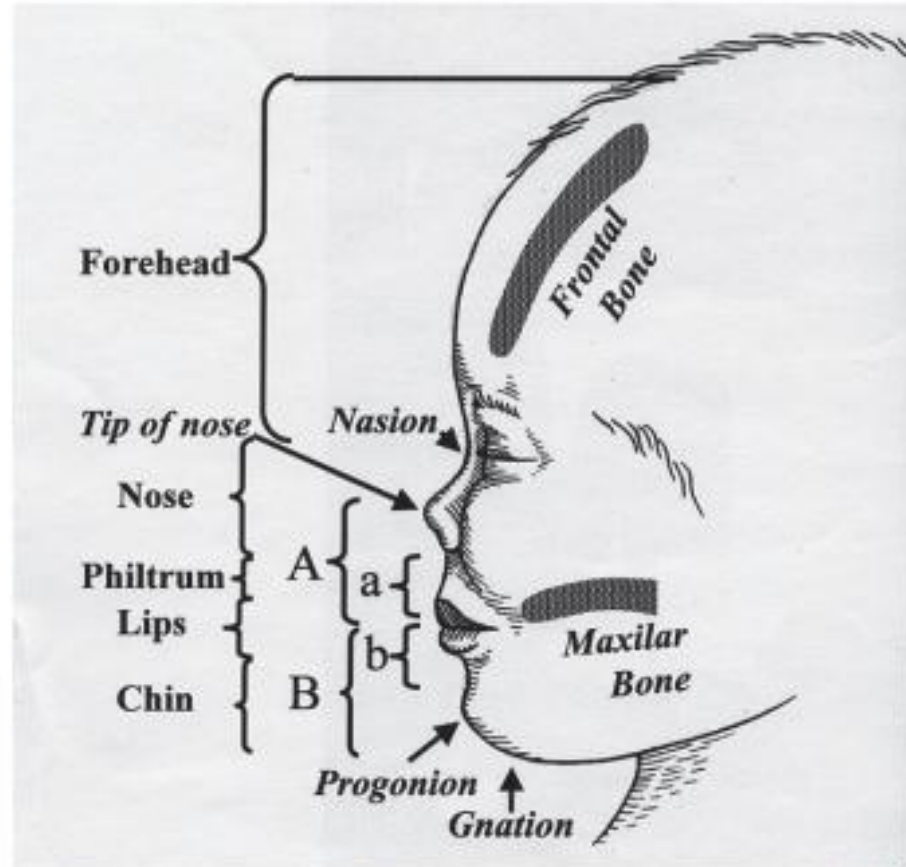 Forehead
Frontal
Bone
Tip of nose
Nasion
Nose
A
Philtrum
a
Lips
b
Maxilar
Bone
Chin
B
Progonion
Gnation